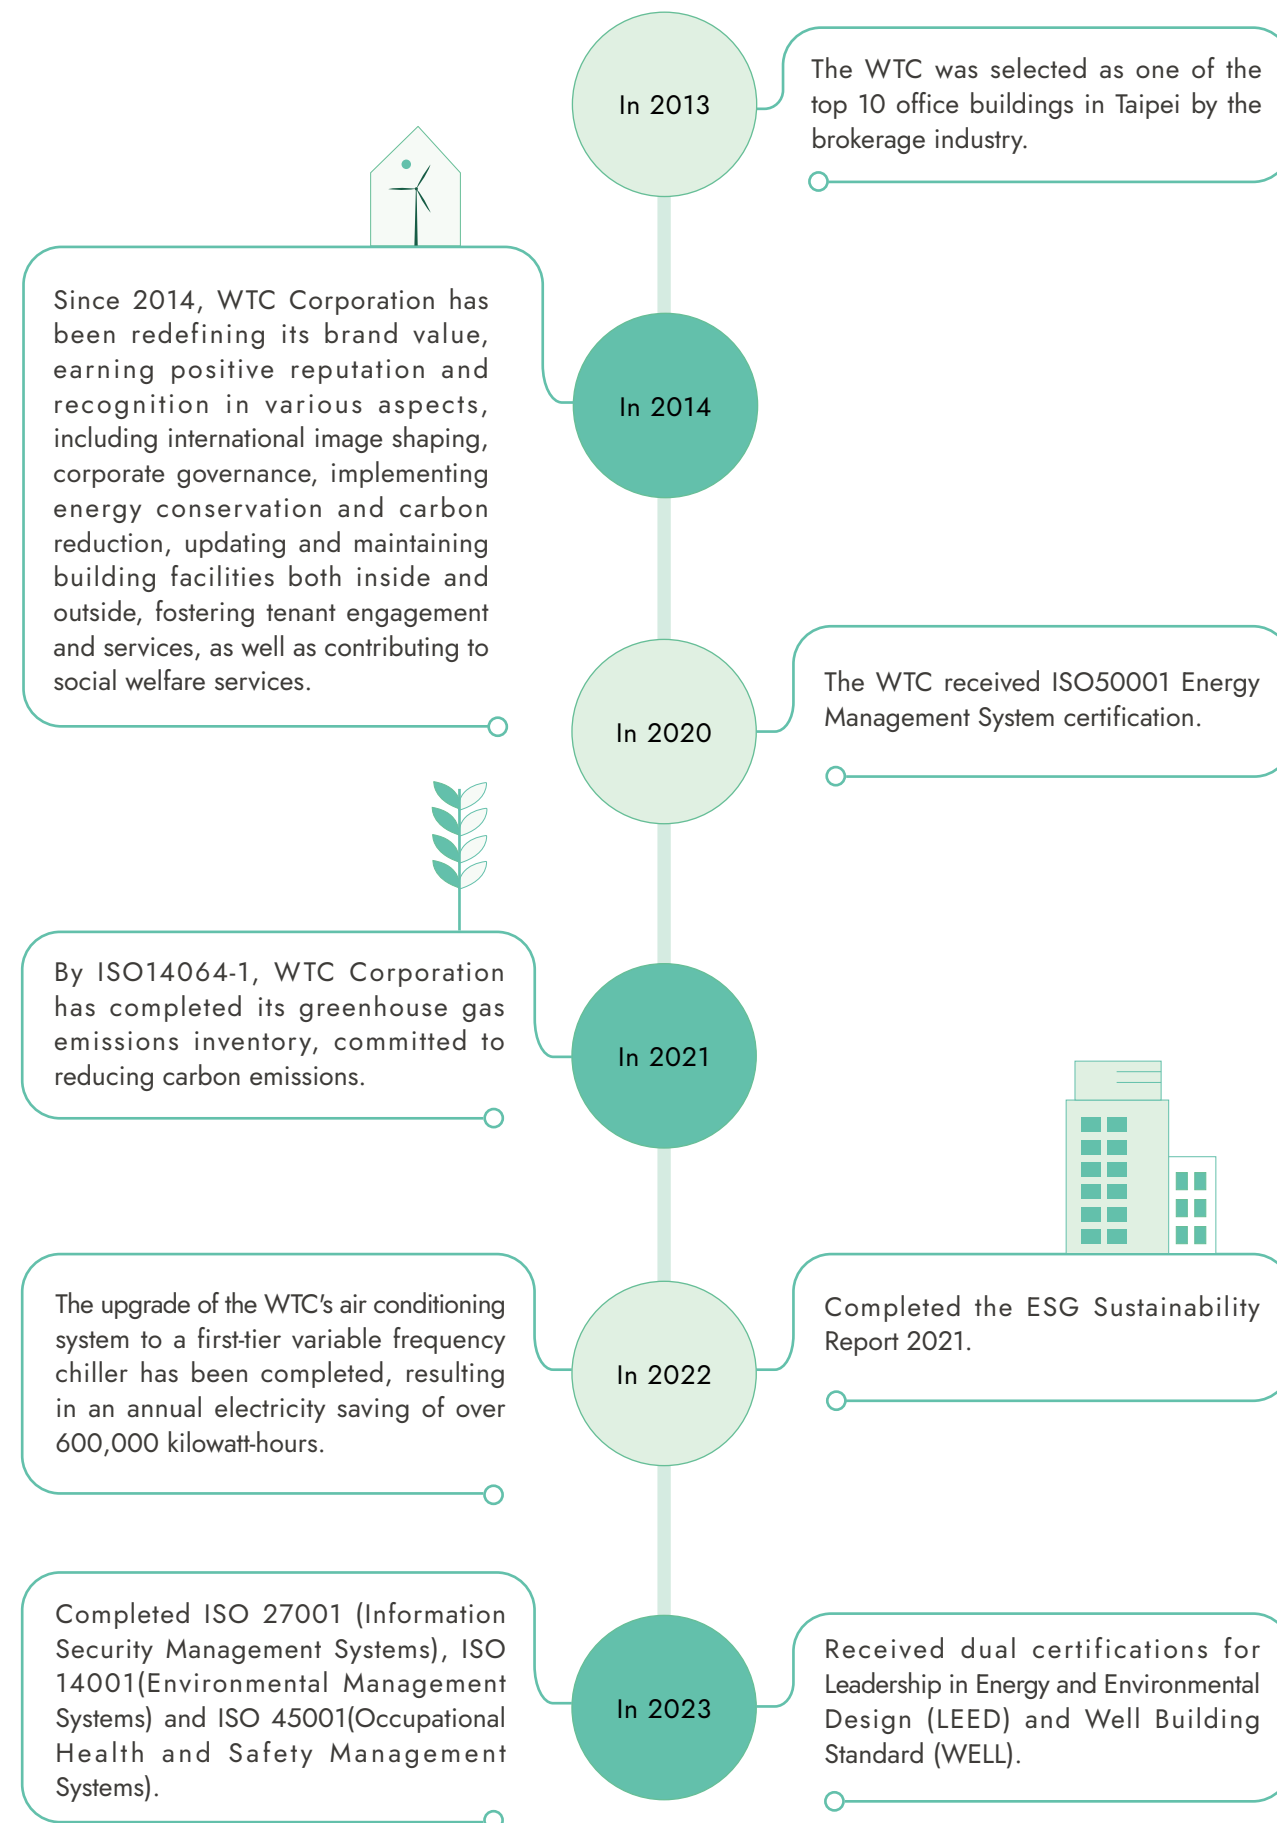 In 2013
The WTC was selected as one of the
top 10 office buildings in Taipei by the
brokerage industry.
Since 2014, WTC Corporation has
been redefining its brand value,
earning positive reputation and
recognition in various aspects,
including international image shaping,
corporate governance, implementing
energy conservation and carbon
reduction, updating and maintaining
building facilities both inside and
outside, fostering tenant engagement
and services, as well as contributing to
social welfare services.
In 2014
In 2020
The WTC received ISO50001 Energy
Management System certification.
By ISO14064-1, WTC Corporation
has completed its greenhouse gas
emissions inventory, committed to
reducing carbon emissions.
In 2021
The upgrade of the WTC's air conditioning
system to a first-tier variable frequency
chiller has been completed, resulting
in an annual electricity saving of over
600,000 kilowatt-hours.
In 2022
Completed the ESG Sustainability
Report 2021.
Completed ISO 27001 (Information
Security Management Systems), ISO
14001(Environmental Management
Systems) and ISO 45001(Occupational
Health and Safety Management
Systems).
In 2023
Received dual certifications for
Leadership in Energy and Environmental
Design (LEED) and Well Building
Standard (WELL).